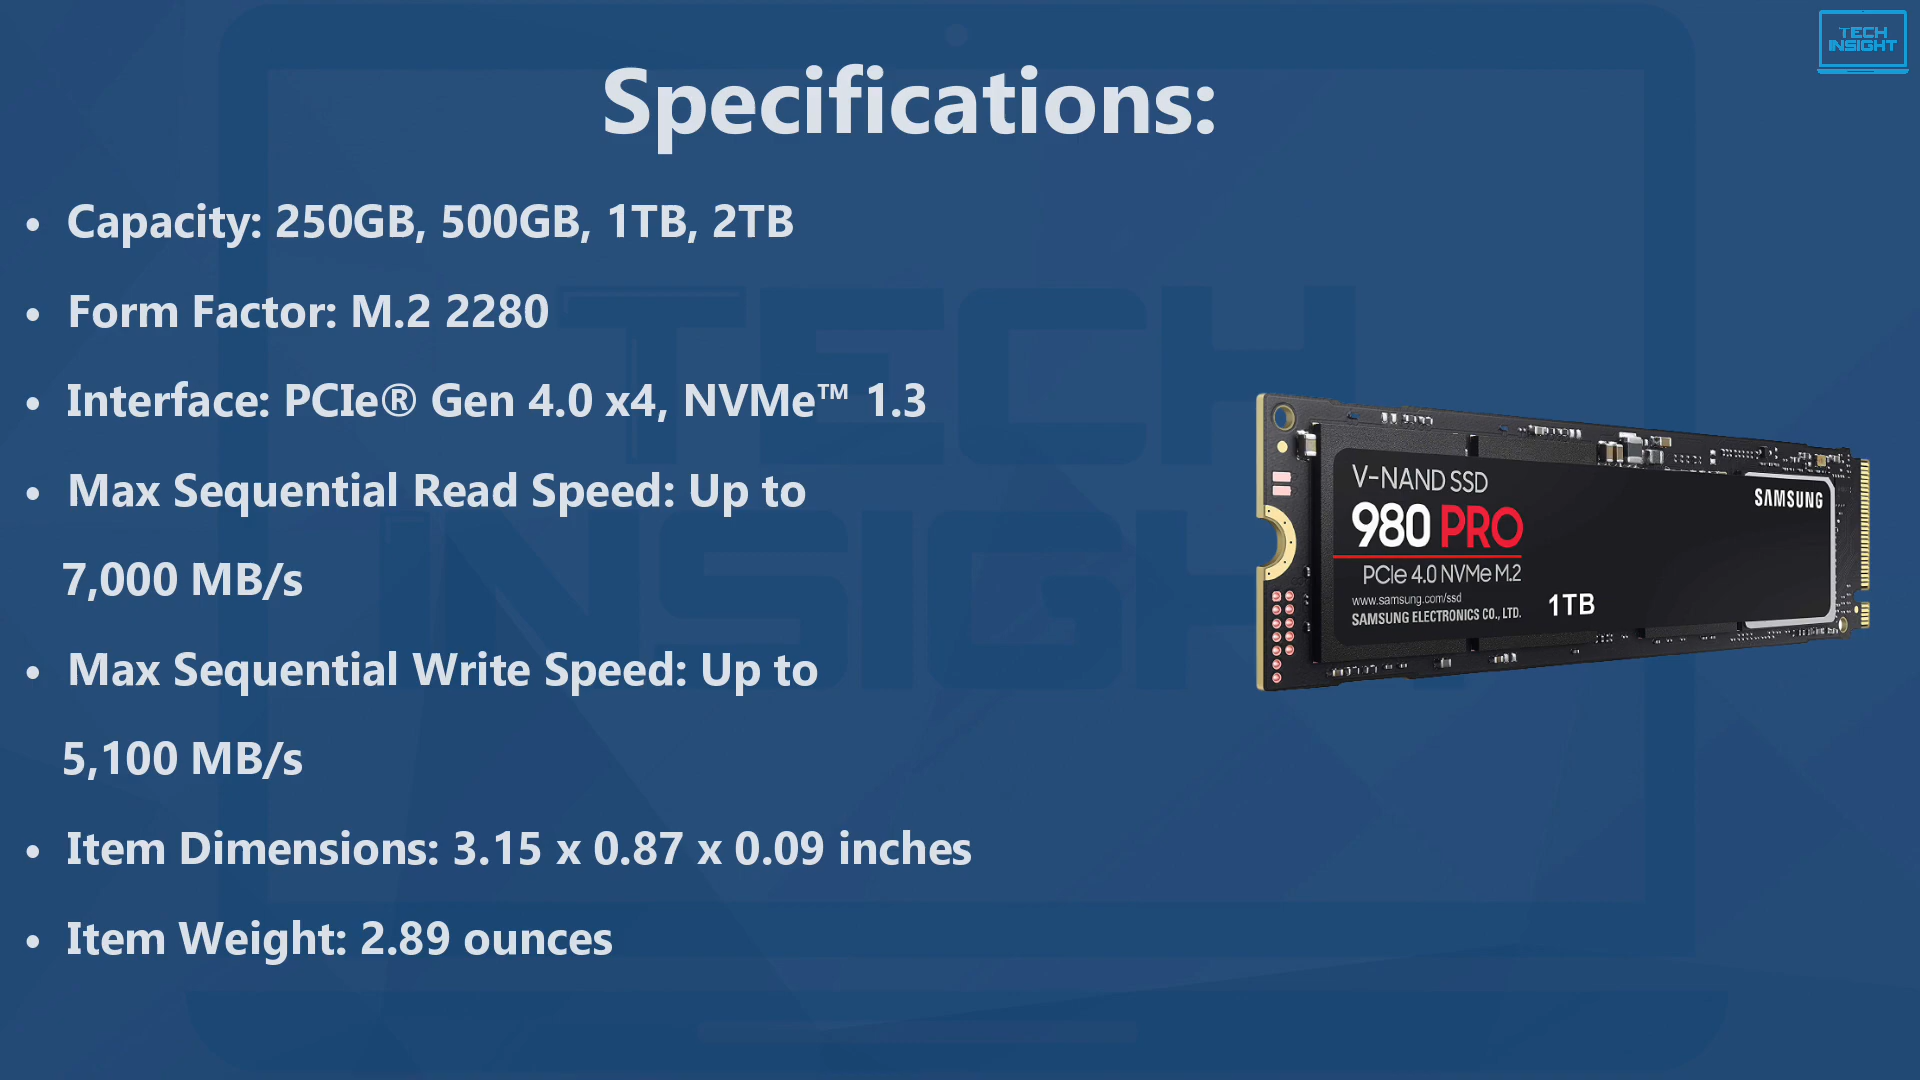 TECH
INSIGHT
Specifications:
• Capacity: 250GB, 500GB, 1TB, 2TB
• Form Factor: M.2 2280
• Interface: PCIe® Gen 4.0 x4, NVMe™ 1.3
• Max Sequential Read Speed: Up to
7,000 MB/s
• Max Sequential Write Speed: Up to
5,100 MB/s
• Item Dimensions: 3.15 x 0.87 x 0.09 inches
• Item Weight: 2.89 ounces
V-NAND SSD
980 PRO
PCIe 4.0 NVMe M.2
www.samsung.com/ssd
SAMSUNG ELECTRONICS CO., LTD.
1TB
SAMSUNG
TECH
INSIGHT